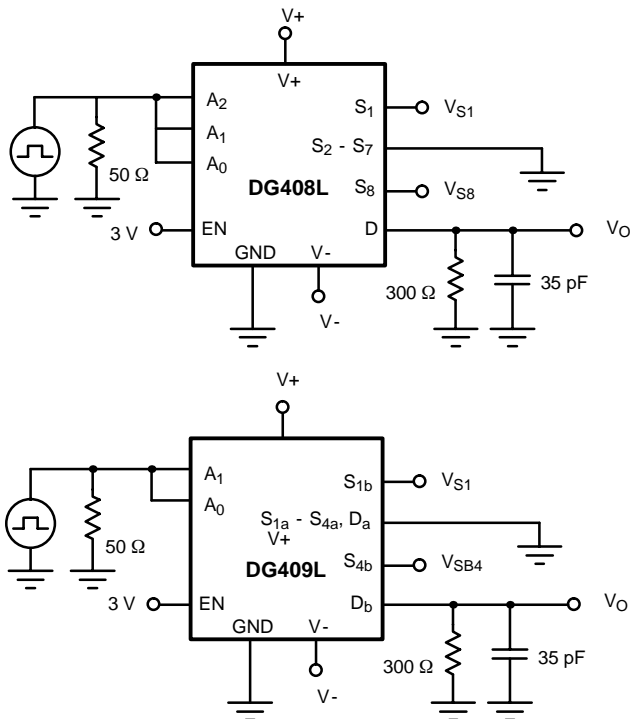 V+
V+
A2
S1
VS1
A1
S2 - S7
A0
50 Ω
DG408L
S8
VS8
3 V
EN
D
VO
GND
V-
300 Ω
35 pF
V-
V+
A1
S1b
VS1
A0
S1a - S4a, Da
V+
50 Ω
S4b
VSB4
DG409L
3 V
EN
Db
VO
GND
V-
300 Ω
35 pF
V-